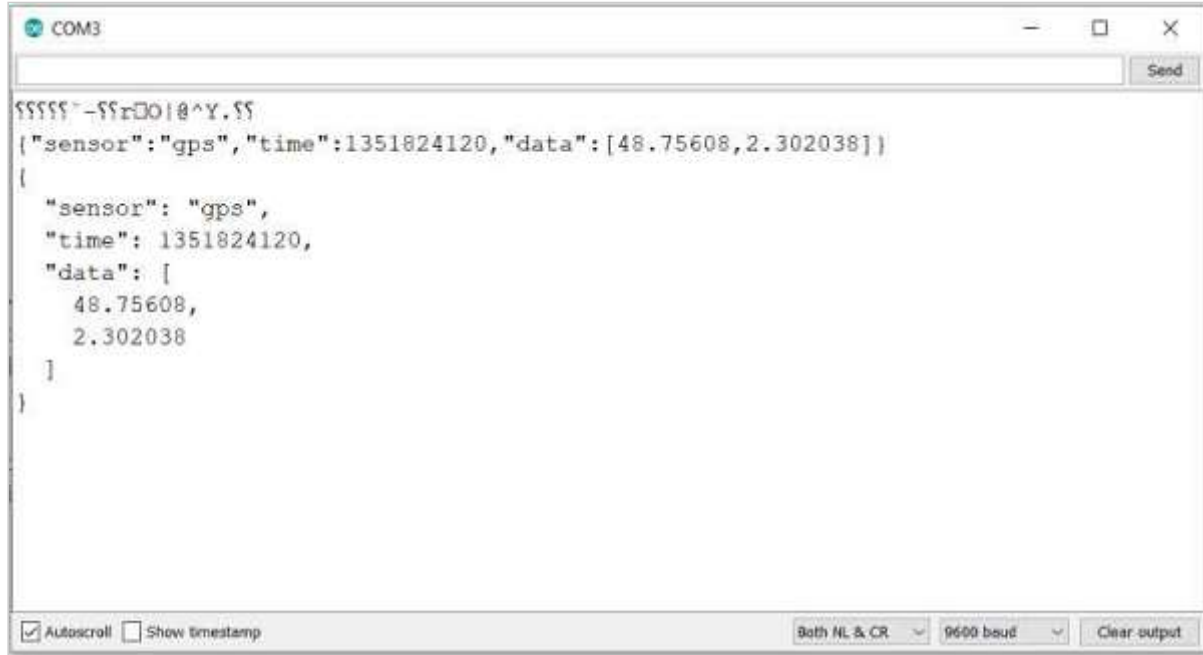 COM3
Send
⸮⸮⸮⸮⸮`-⸮⸮r□O|@^Y.⸮⸮
{"sensor":"gps","time":1351824120,"data":[48.75608,2.302038]}
{
  "sensor": "gps",
  "time": 1351824120,
  "data": [
    48.75608,
    2.302038
  ]
}
Autoscroll Show timestamp Both NL & CR 9600 baud Clear output